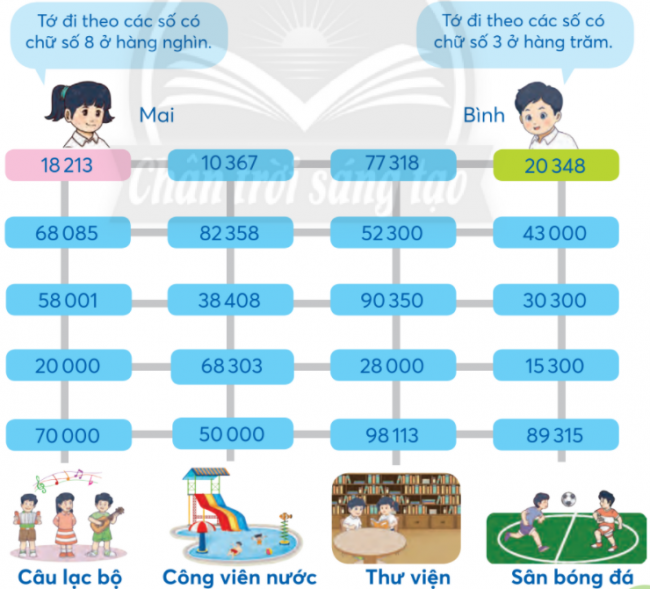 Tớ đi theo các số có
chữ số 8 ở hàng nghìn.
Tớ đi theo các số có
chữ số 3 ở hàng trăm.
Mai
Bình
18 213 10 367 77 318 20 348
Chân trời sáng tạo
68 085 82 358 52 300 43 000
58 001 38 408 90 350 30 300
20 000 68 303 28 000 15 300
70 000 50 000 98 113 89 315
Câu lạc bộ Công viên nước Thư viện Sân bóng đá